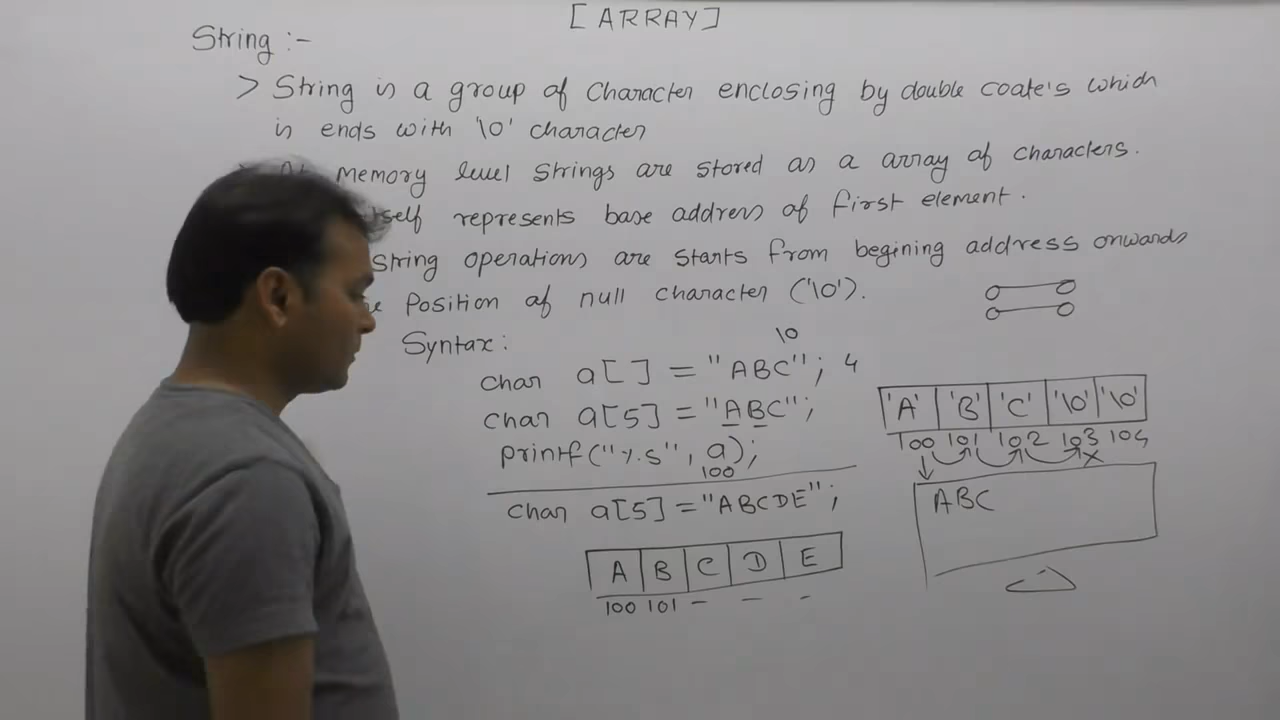 [ARRAY]
String :-
> String is a group of character enclosing by double coate's which
is ends with '\0' character
memory level strings are stored as a array of characters.
itself represents base address of first element.
string operations are starts from begining address onwards
position of null character ('\0').
Syntax:
\0
char a[ ] = "ABC"; 4
char a[5] = "ABC";
printf("%s", a);
100
'A' 'B' 'C' '\0' '\0'
100 101 102 103 104
x
ABC
char a[5] = "ABCDE";
A B C D E
100 101 - - -